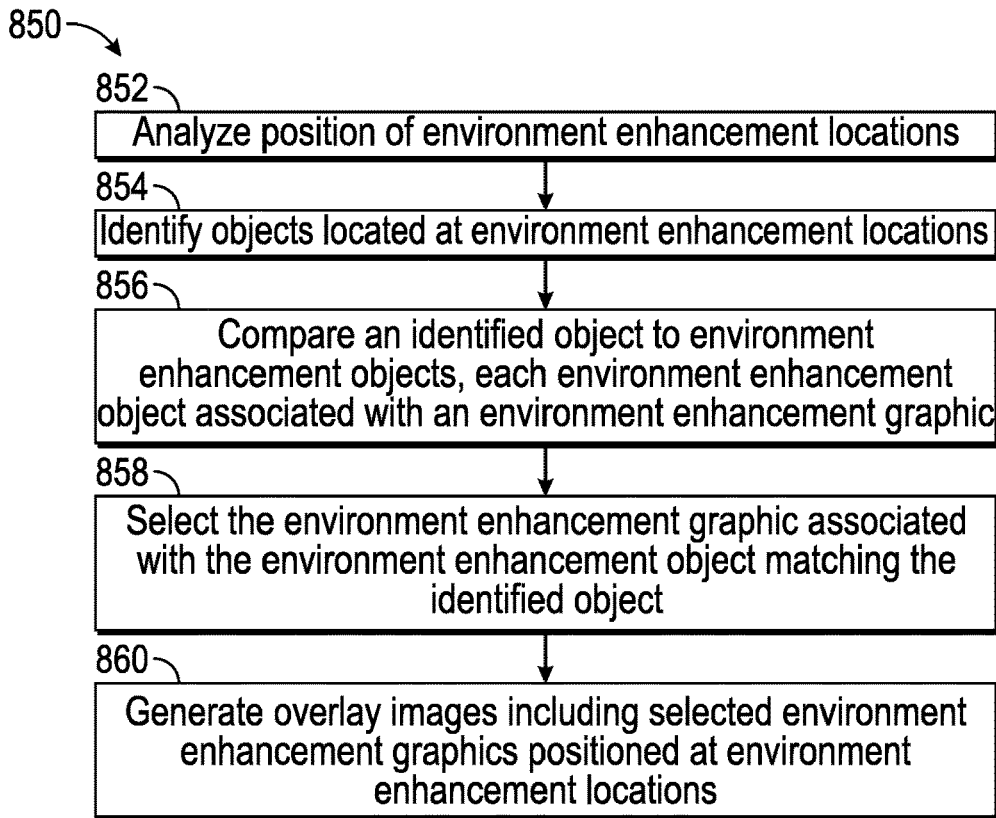 850
852
Analyze position of environment enhancement locations
854
Identify objects located at environment enhancement locations
856
Compare an identified object to environment
enhancement objects, each environment enhancement
object associated with an environment enhancement graphic
858
Select the environment enhancement graphic associated
with the environment enhancement object matching the
identified object
860
Generate overlay images including selected environment
enhancement graphics positioned at environment
enhancement locations